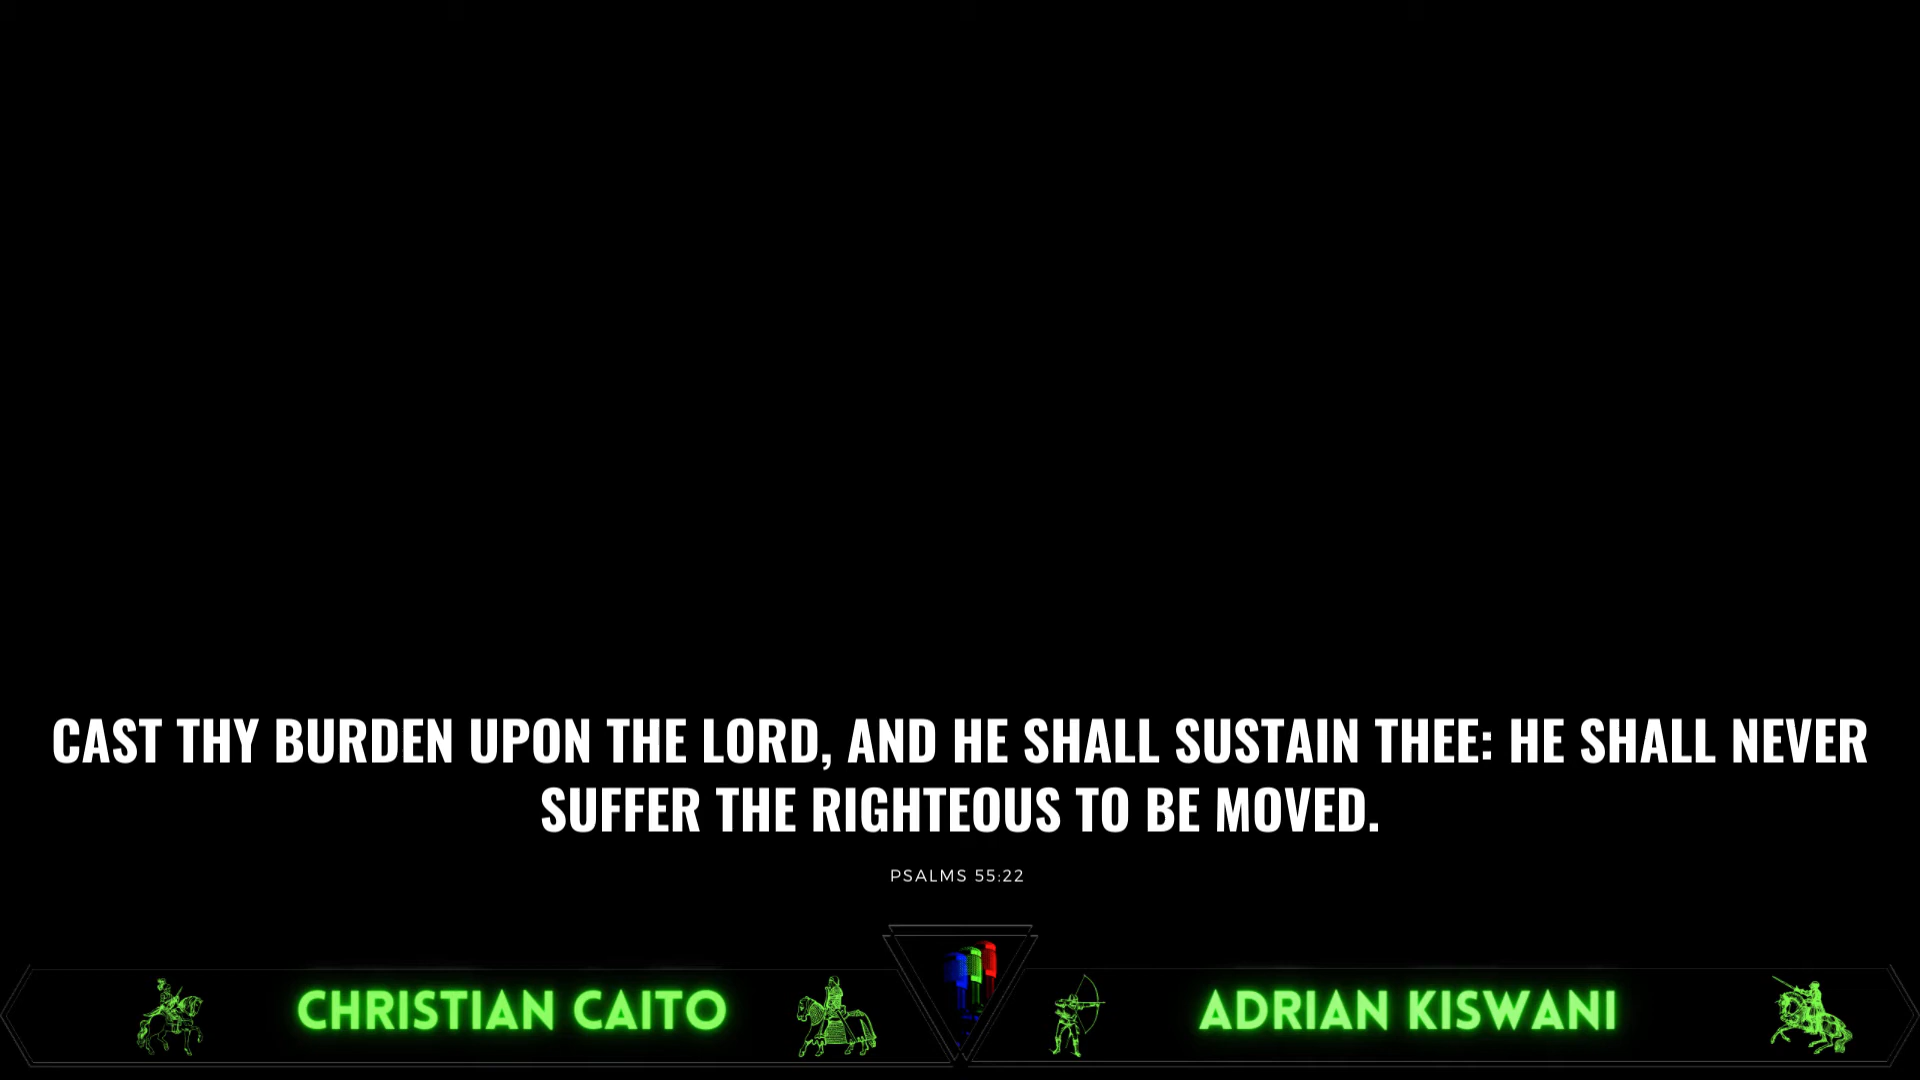 CAST THY BURDEN UPON THE LORD, AND HE SHALL SUSTAIN THEE: HE SHALL NEVER
SUFFER THE RIGHTEOUS TO BE MOVED.
PSALMS 55:22
CHRISTIAN CAITO
ADRIAN KISWANI